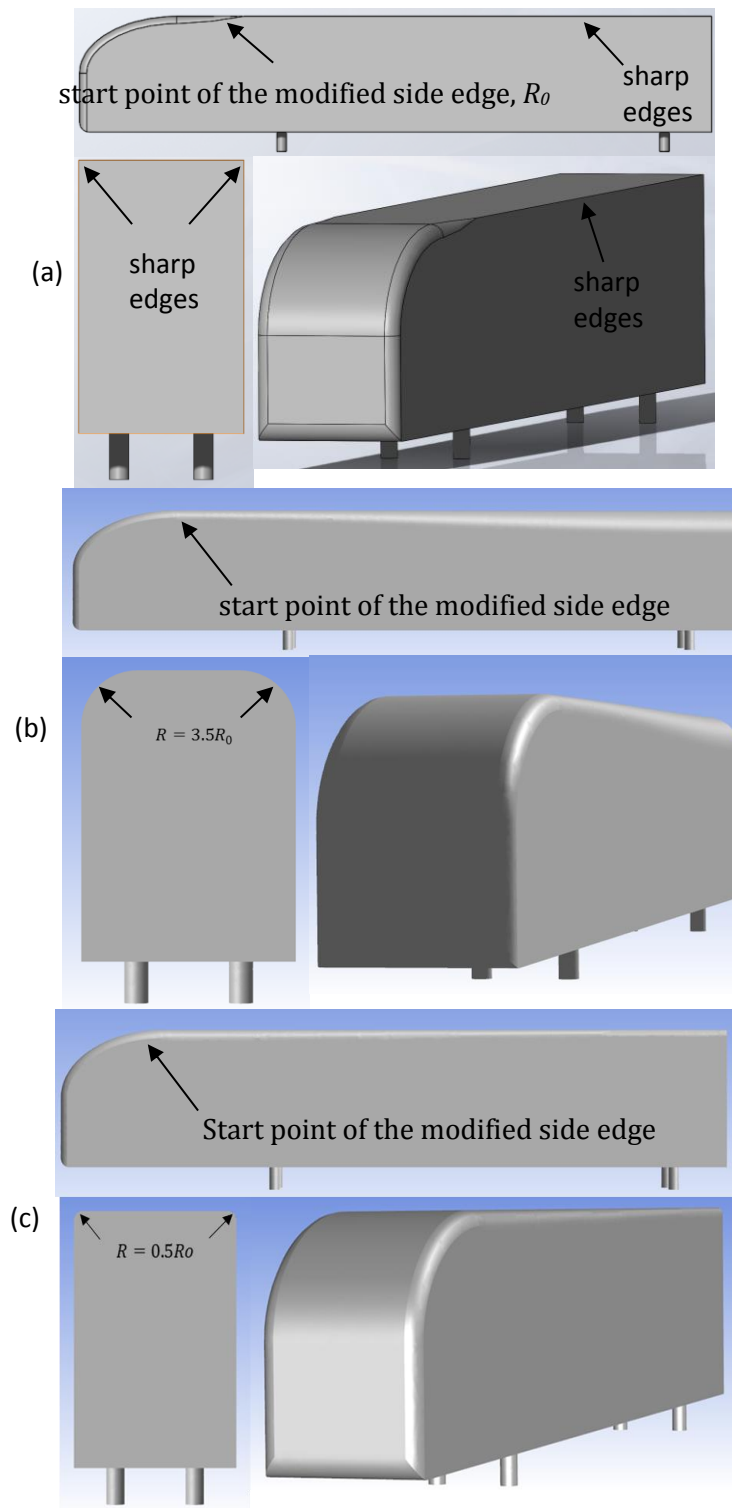 start point of the modified side edge, R₀
sharp
edges
(a)
sharp
edges
sharp
edges
start point of the modified side edge
(b)
R = 3.5R₀
Start point of the modified side edge
(c)
R = 0.5Ro